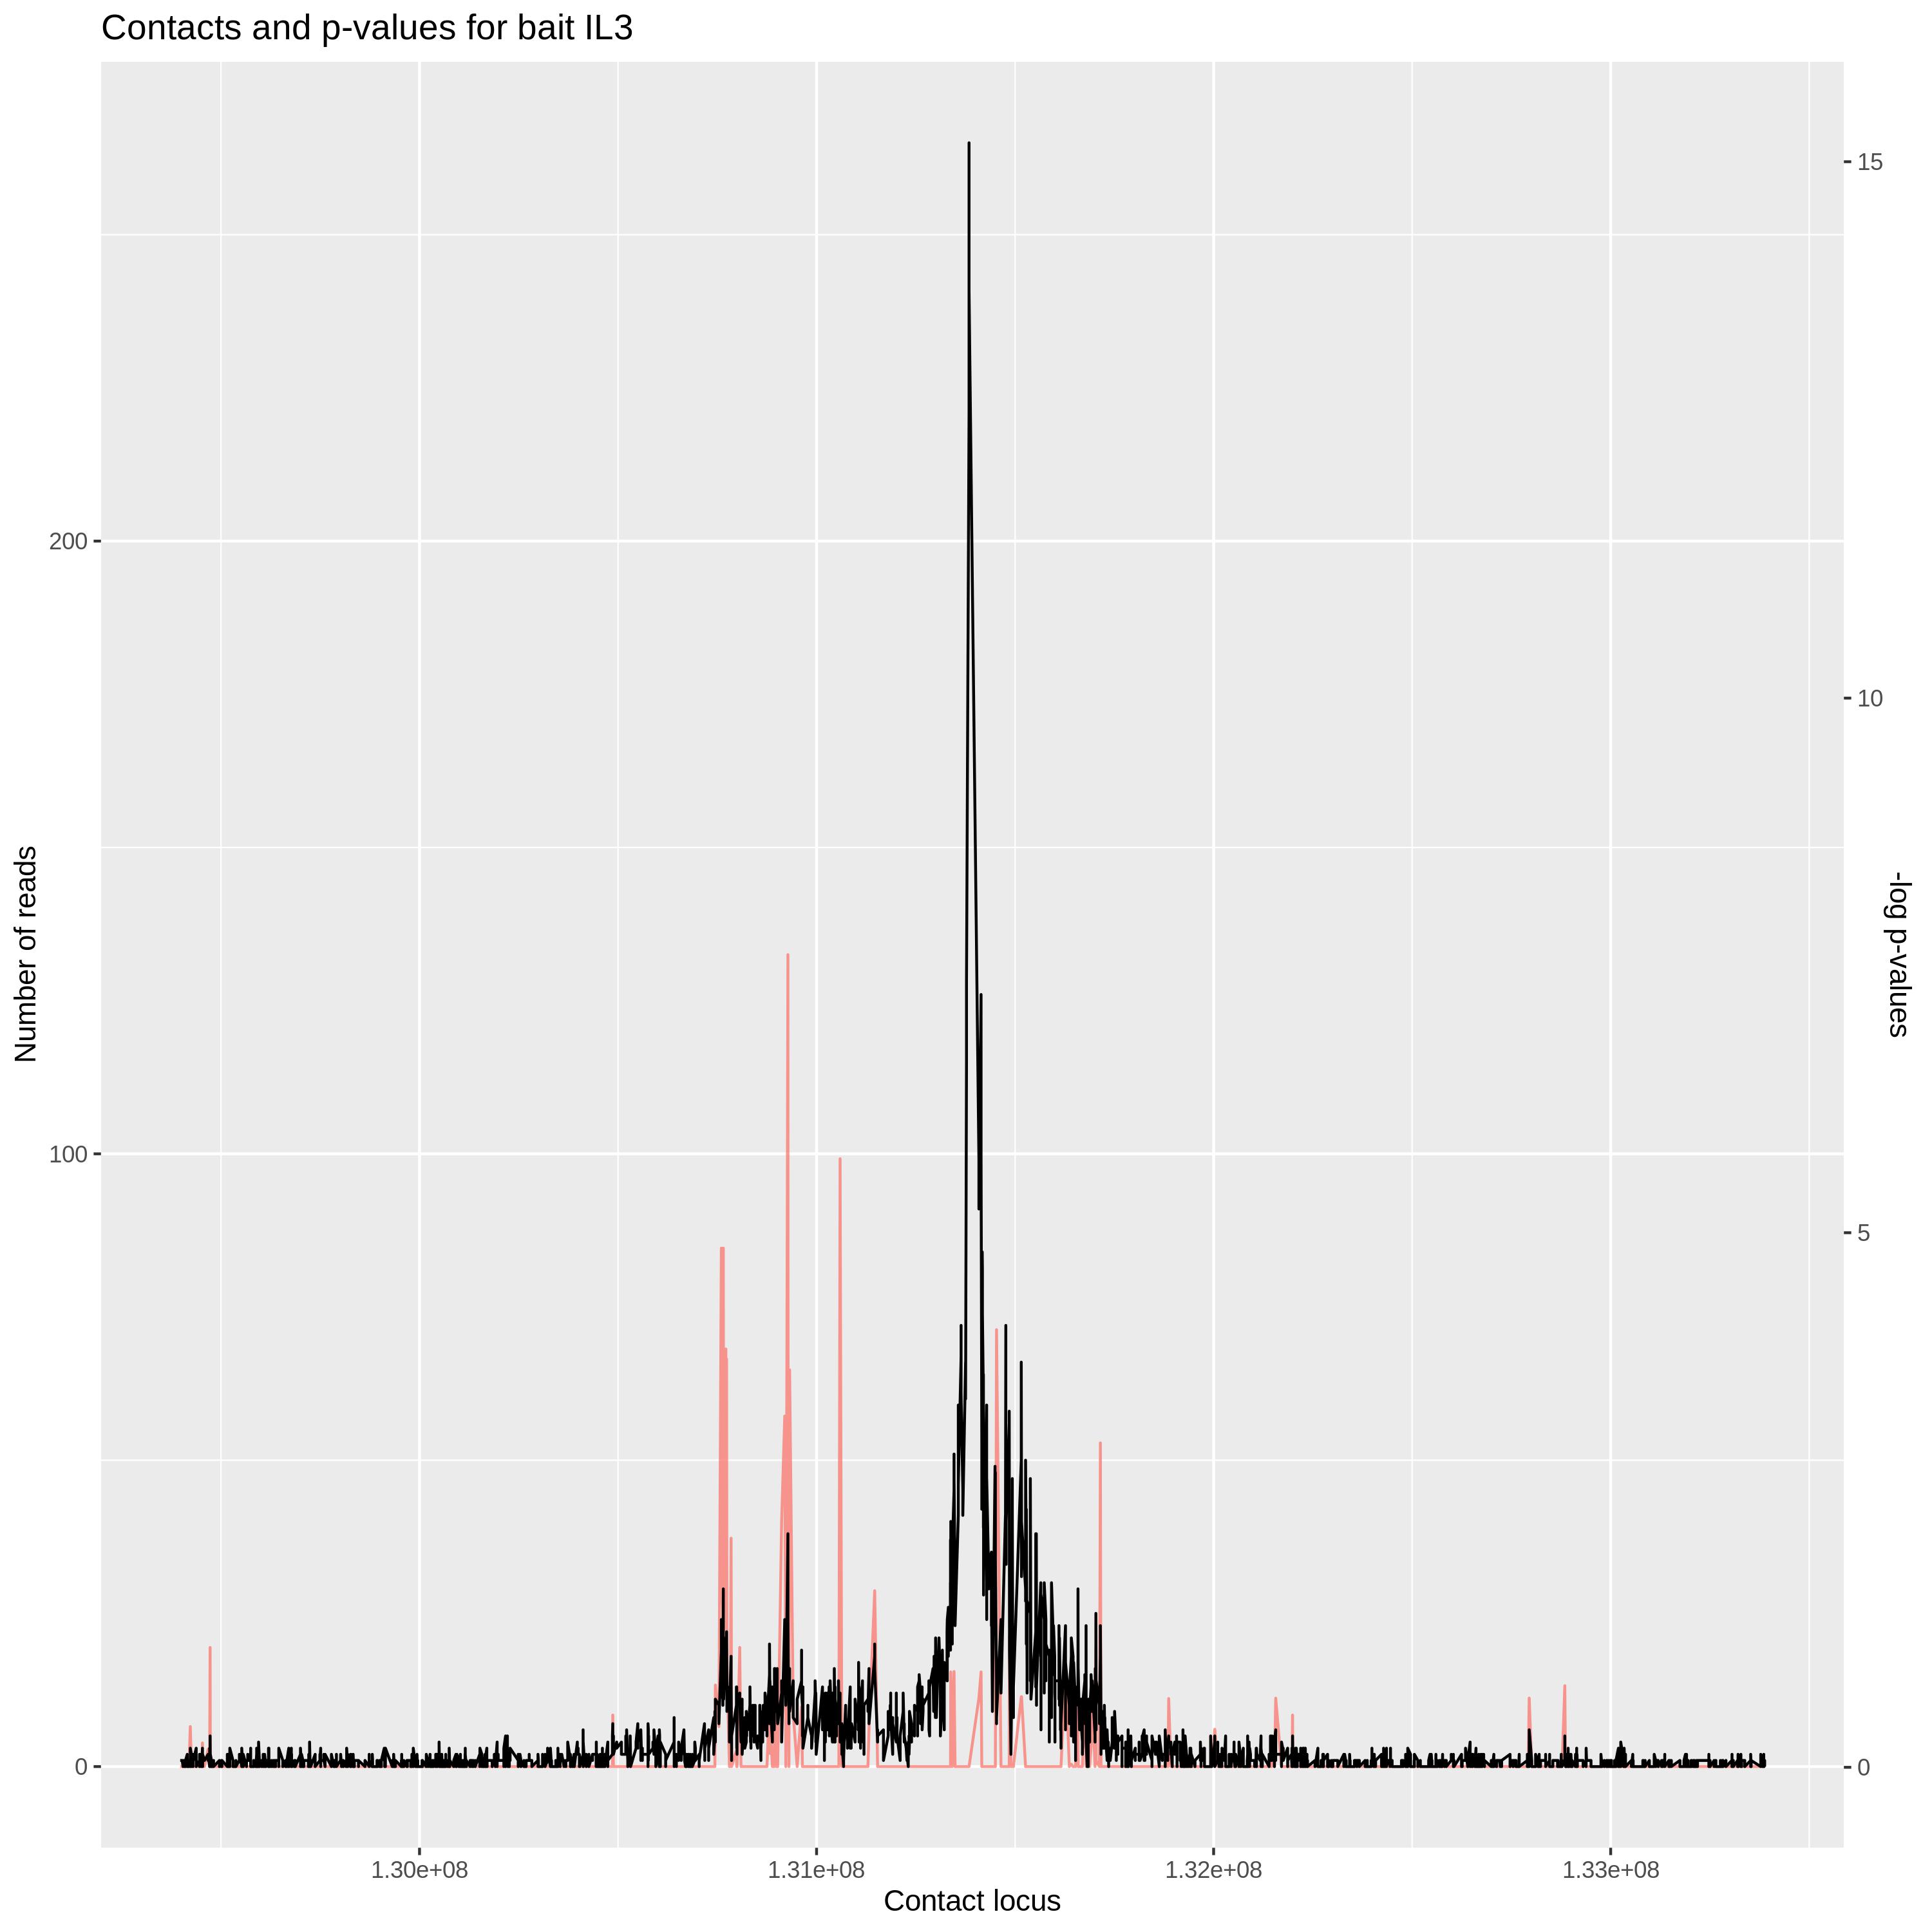 Contacts and p-values for bait IL3
Number of reads
200
100
0
15
10
5
0
-log p-values
1.30e+08
1.31e+08
1.32e+08
1.33e+08
Contact locus